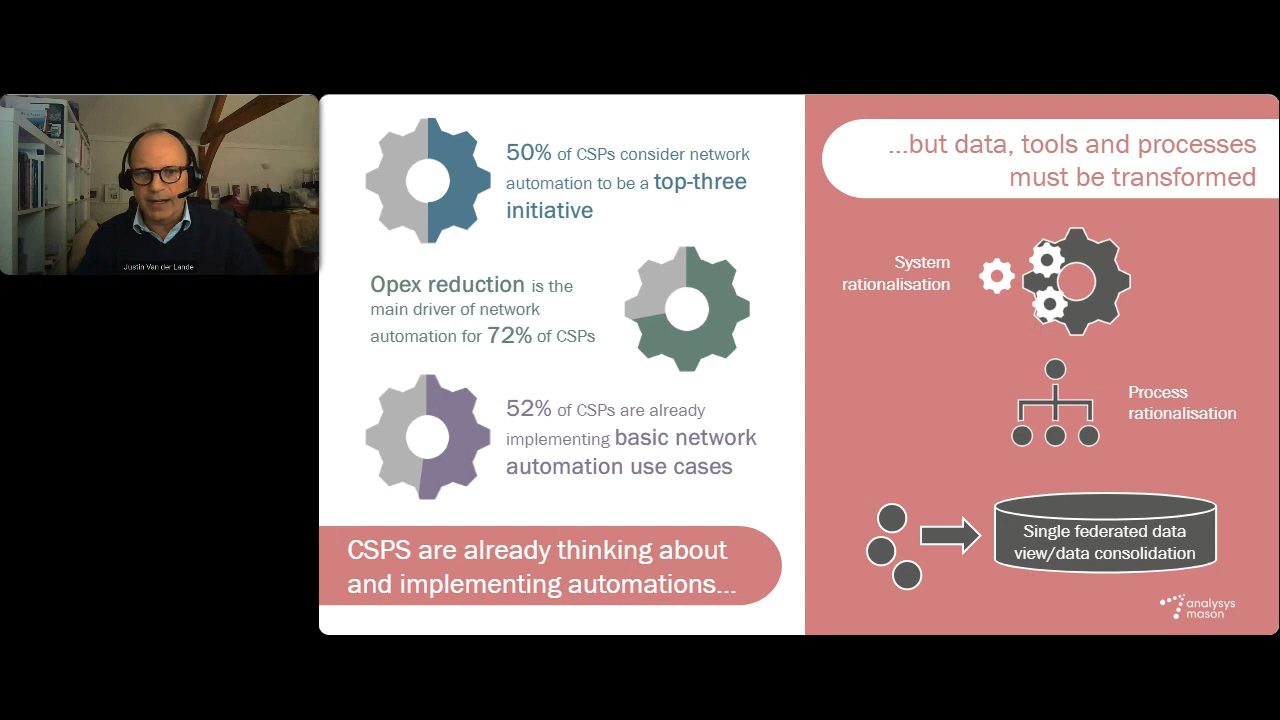 Justin Van der Lande
50% of CSPs consider network
automation to be a top-three
initiative
Opex reduction is the
main driver of network
automation for 72% of CSPs
52% of CSPs are already
implementing basic network
automation use cases
CSPS are already thinking about
and implementing automations...
...but data, tools and processes
must be transformed
System
rationalisation
Process
rationalisation
Single federated data
view/data consolidation
analysys
mason